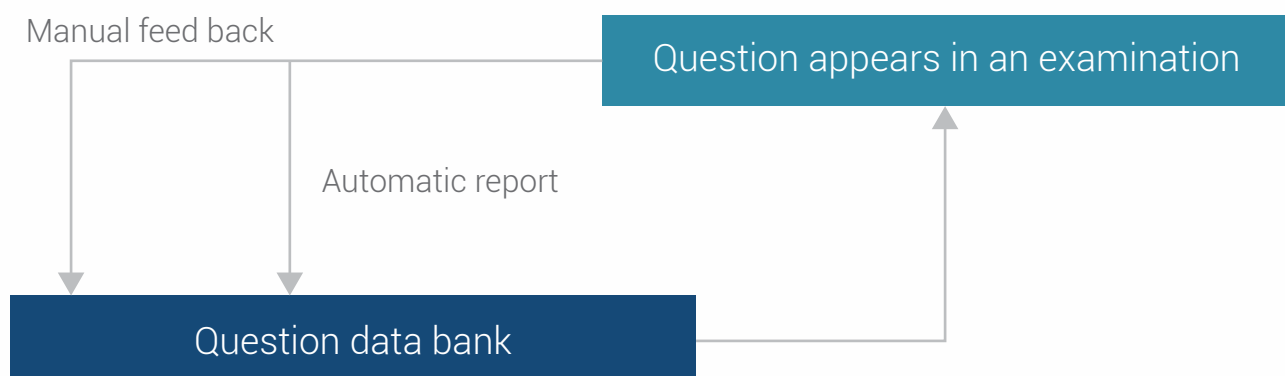 Manual feed back
Question appears in an examination
Automatic report
Question data bank